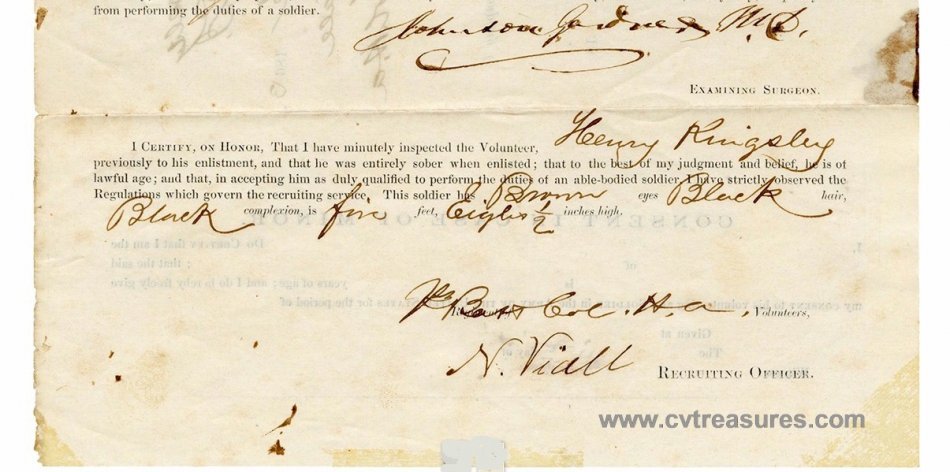 from performing the duties of a soldier.
Johnson Gardner M.D.
Examining Surgeon.
I Certify, on Honor, That I have minutely inspected the Volunteer, Henry Kingsley
previously to his enlistment, and that he was entirely sober when enlisted; that to the best of my judgment and belief, he is of
lawful age; and that, in accepting him as duly qualified to perform the duties of an able-bodied soldier, I have strictly observed the
Regulations which govern the recruiting service. This soldier has Brown eyes Black hair,
Black complexion, is five feet, Eight 1/2 inches high.
Col. H.A. Volunteers,
N. Viall
Recruiting Officer.
www.cvtreasures.com